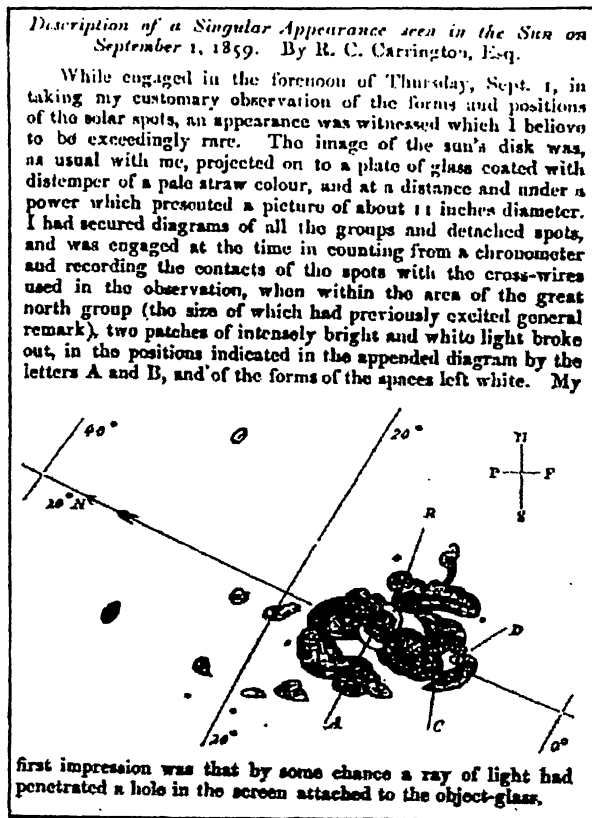 Description of a Singular Appearance seen in the Sun on
September 1, 1859. By R. C. Carrington, Esq.
While engaged in the forenoon of Thursday, Sept. 1, in
taking my customary observation of the forms and positions
of the solar spots, an appearance was witnessed which I believe
to be exceedingly rare. The image of the sun's disk was,
as usual with me, projected on to a plate of glass coated with
distemper of a pale straw colour, and at a distance and under a
power which presented a picture of about 11 inches diameter.
I had secured diagrams of all the groups and detached spots,
and was engaged at the time in counting from a chronometer
and recording the contacts of the spots with the cross-wires
used in the observation, when within the area of the great
north group (the size of which had previously excited general
remark), two patches of intensely bright and white light broke
out, in the positions indicated in the appended diagram by the
letters A and B, and of the forms of the spaces left white. My
40° 20° N
P F
20° N S
B
D
A C
20° 0°
first impression was that by some chance a ray of light had
penetrated a hole in the screen attached to the object-glass,